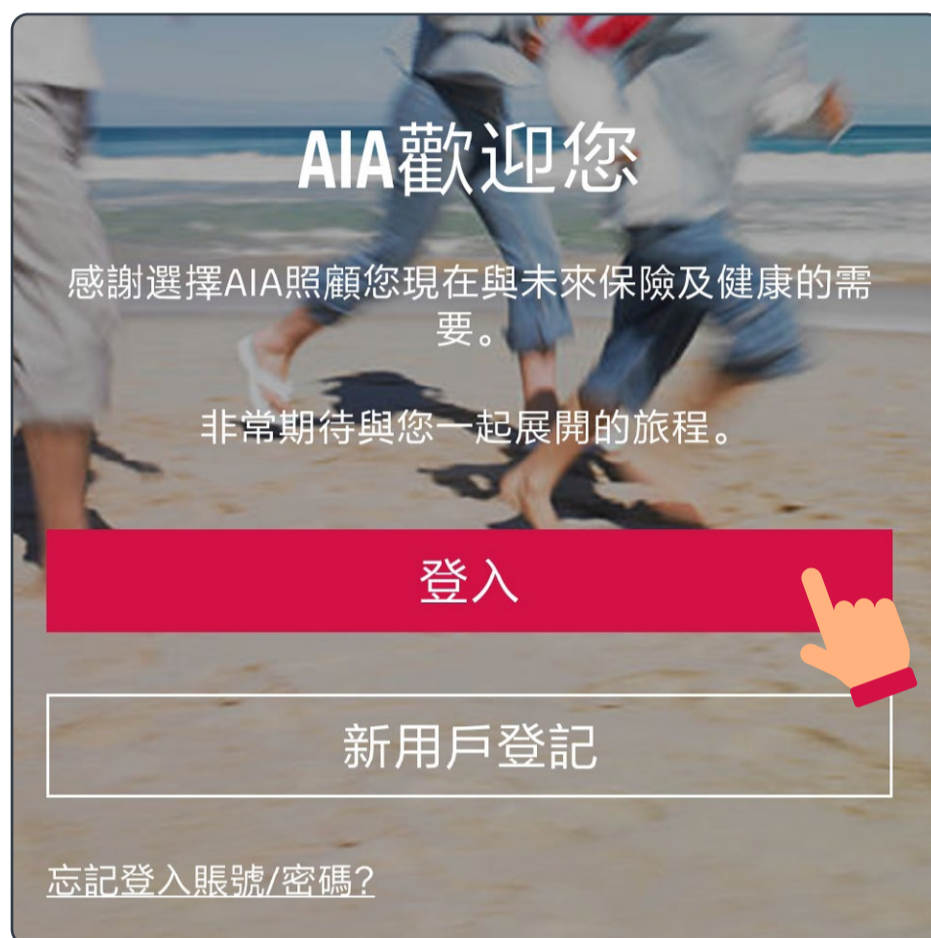 AIA歡迎您
感謝選擇AIA照顧您現在與未來保險及健康的需
要。
非常期待與您一起展開的旅程。
登入
新用戶登記
忘記登入賬號/密碼?